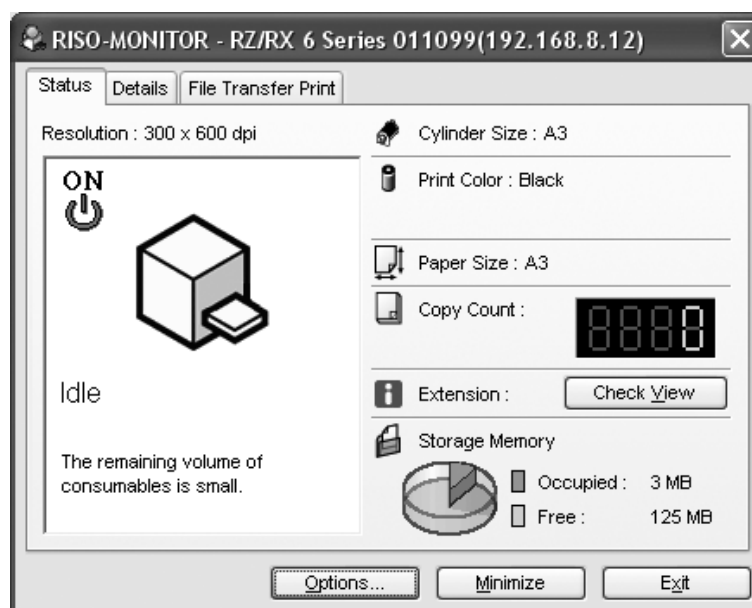 RISO-MONITOR - RZ/RX 6 Series 011099(192.168.8.12)
Status Details File Transfer Print
Resolution : 300 x 600 dpi
ON
Idle
The remaining volume of
consumables is small.
Cylinder Size : A3
Print Color : Black
Paper Size : A3
Copy Count : 0
Extension : Check View
Storage Memory
Occupied : 3 MB
Free : 125 MB
Options... Minimize Exit